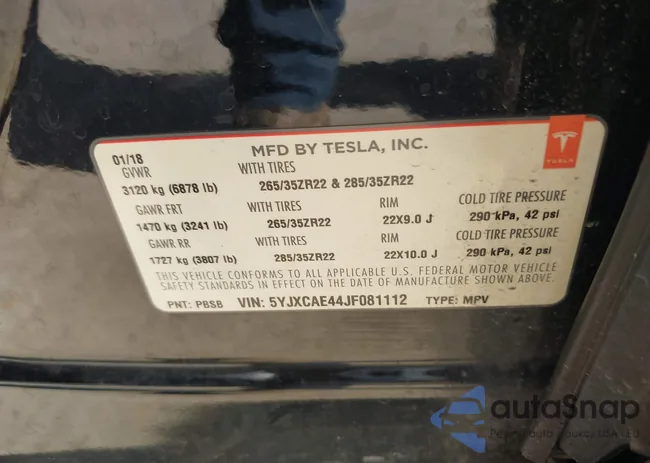 MFD BY TESLA, INC.
TESLA
01/18
GVWR WITH TIRES
3120 kg (6878 lb) 265/35ZR22 & 285/35ZR22
GAWR FRT WITH TIRES RIM COLD TIRE PRESSURE
1470 kg (3241 lb) 265/35ZR22 22X9.0 J 290 kPa, 42 psi
GAWR RR WITH TIRES RIM COLD TIRE PRESSURE
1727 kg (3807 lb) 285/35ZR22 22X10.0 J 290 kPa, 42 psi
THIS VEHICLE CONFORMS TO ALL APPLICABLE U.S. FEDERAL MOTOR VEHICLE
SAFETY STANDARDS IN EFFECT ON THE DATE OF MANUFACTURE SHOWN ABOVE.
PNT: PBSB VIN: 5YJXCAE44JF081112 TYPE: MPV
autaSnap